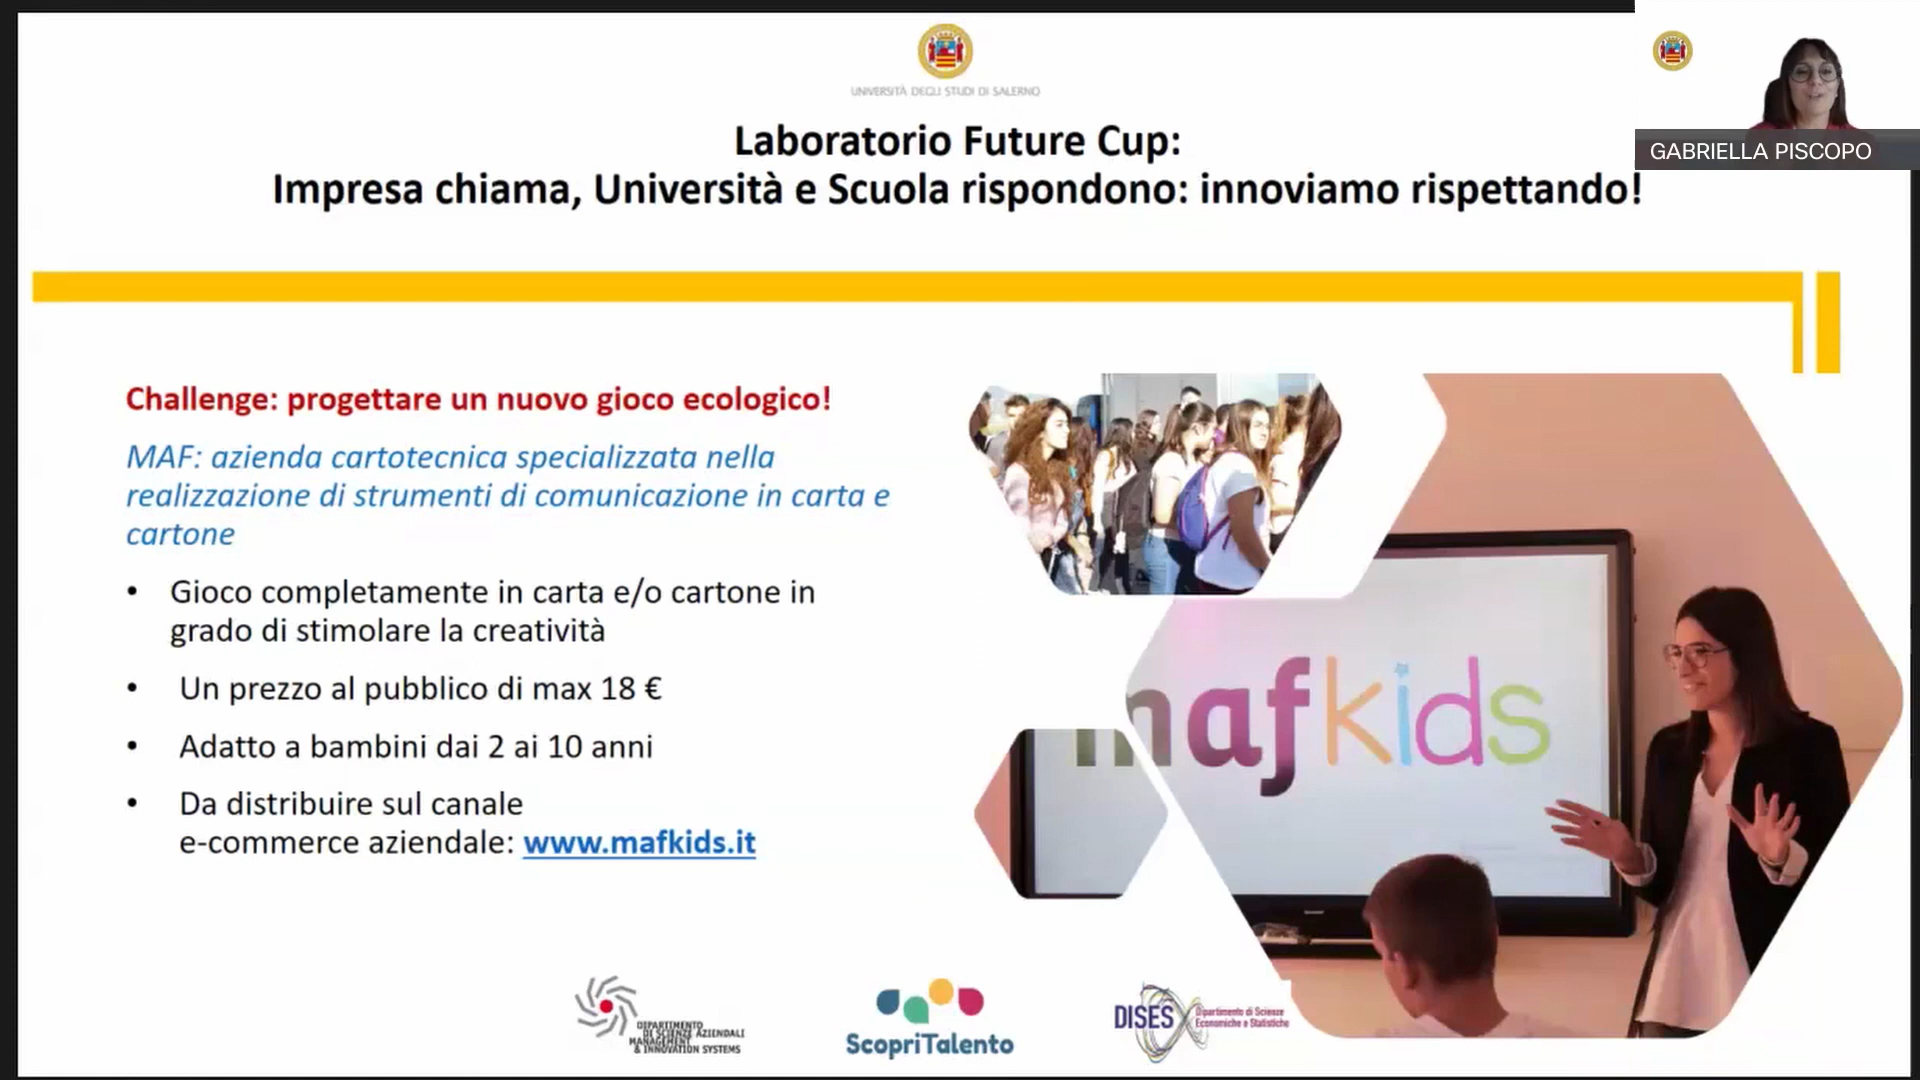 UNIVERSITÀ DEGLI STUDI DI SALERNO
GABRIELLA PISCOPO
Laboratorio Future Cup:
Impresa chiama, Università e Scuola rispondono: innoviamo rispettando!
Challenge: progettare un nuovo gioco ecologico!
MAF: azienda cartotecnica specializzata nella
realizzazione di strumenti di comunicazione in carta e
cartone
• Gioco completamente in carta e/o cartone in
grado di stimolare la creatività
• Un prezzo al pubblico di max 18 €
• Adatto a bambini dai 2 ai 10 anni
• Da distribuire sul canale
e-commerce aziendale: www.mafkids.it
mafkids
DIPARTIMENTO
DI SCIENZE AZIENDALI
MANAGEMENT
& INNOVATION SYSTEMS
ScopriTalento
DISES
Dipartimento di Scienze
Economiche e Statistiche